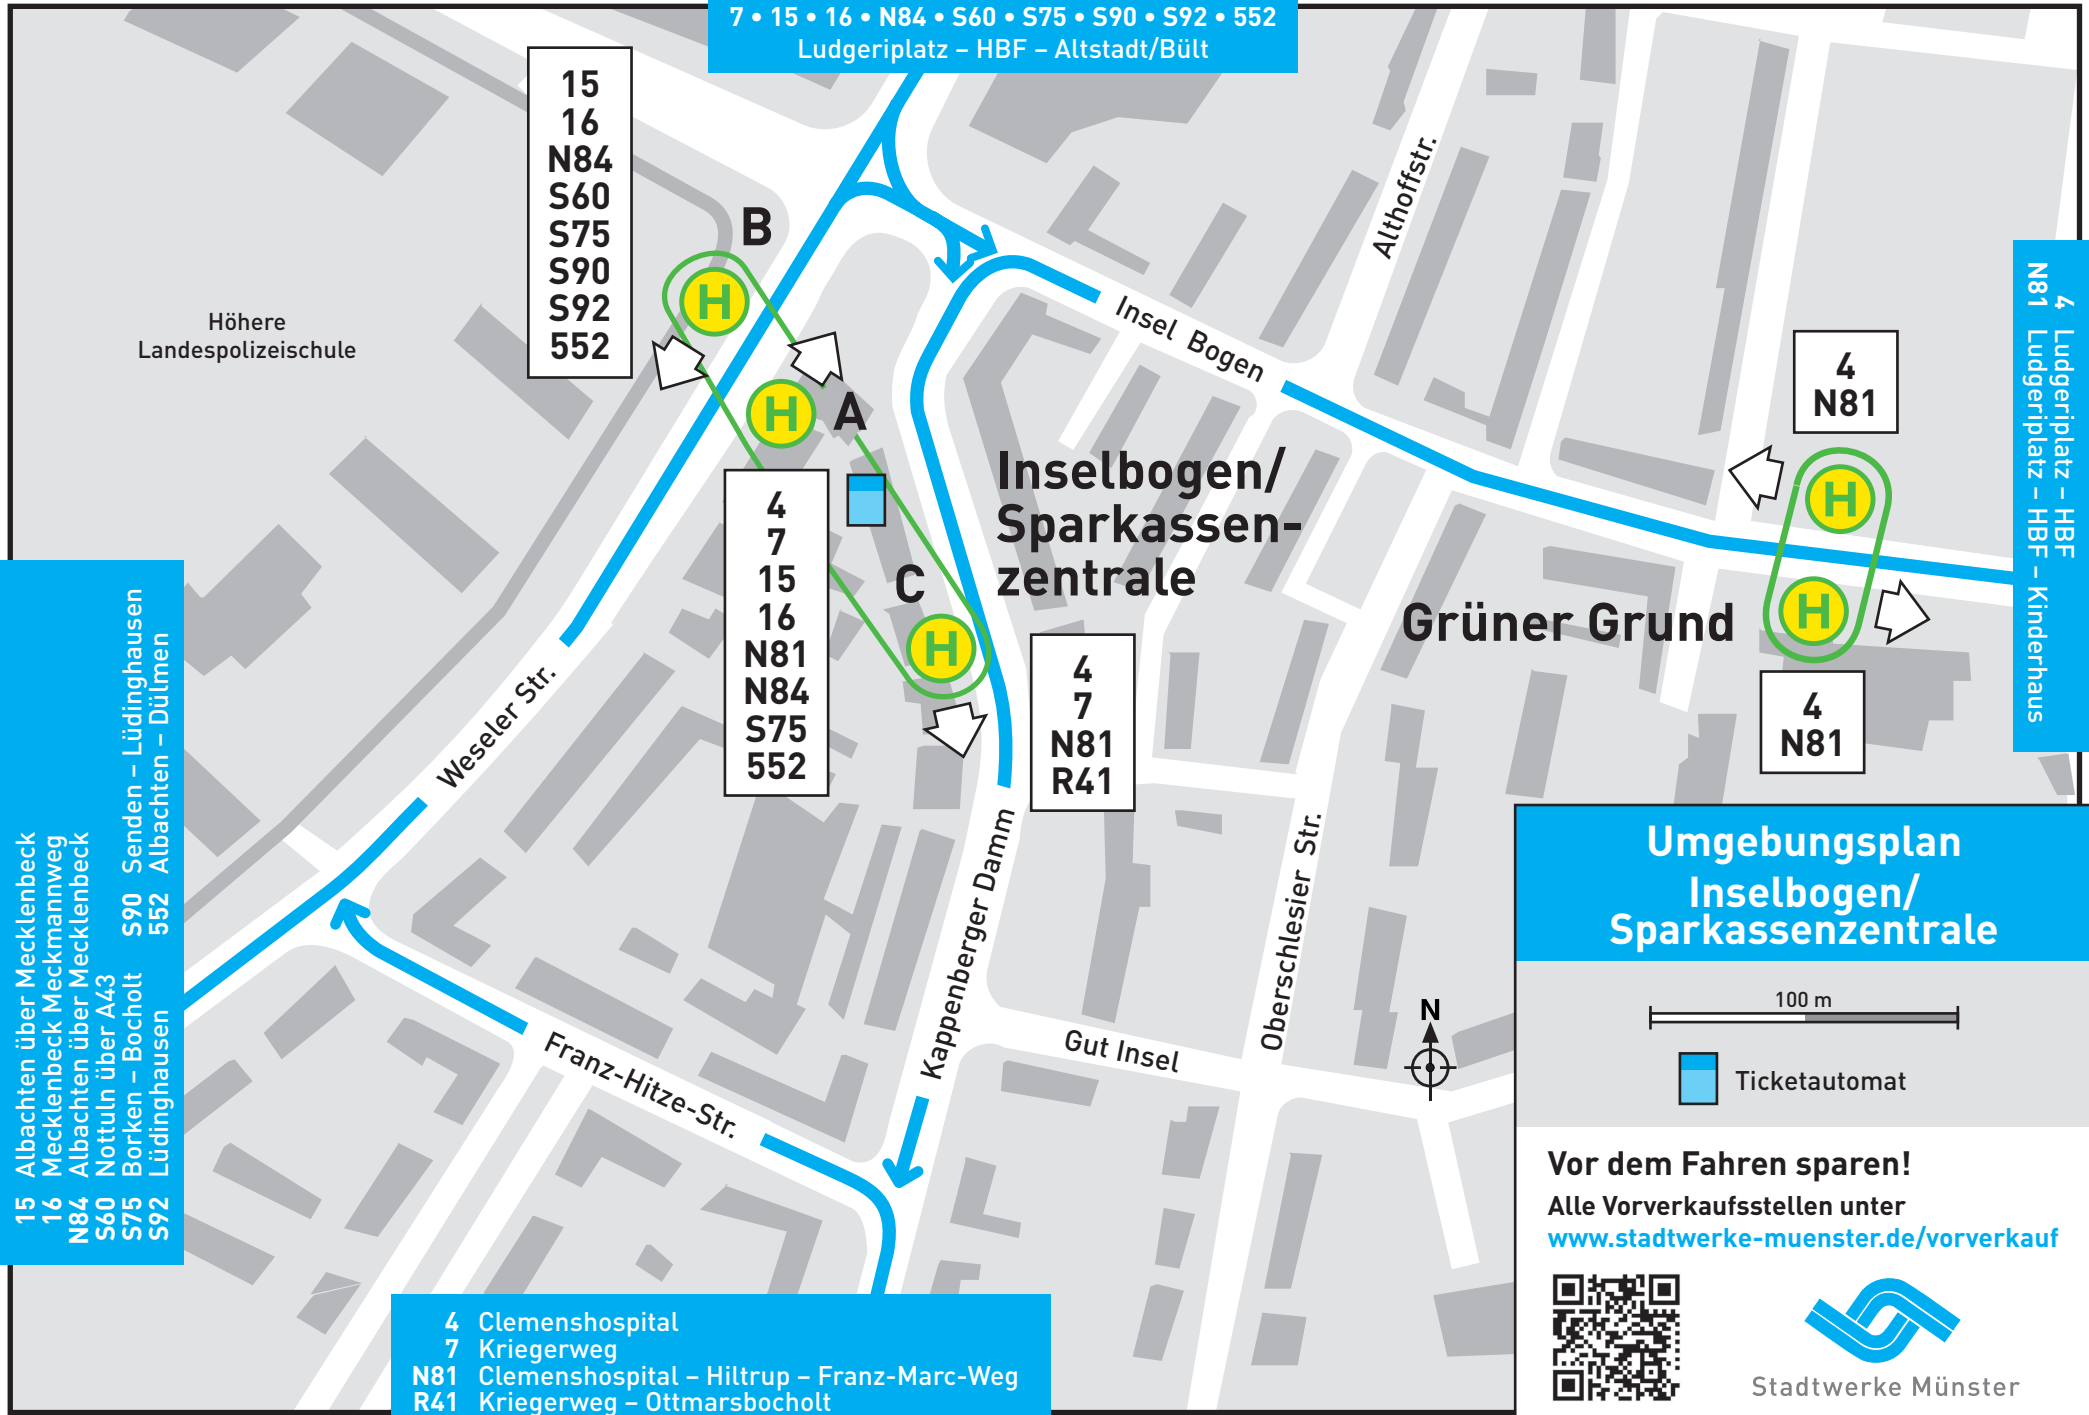 7 • 15 • 16 • N84 • S60 • S75 • S90 • S92 • 552
Ludgeriplatz – HBF – Altstadt/Bült
15
16
N84
S60
S75
S90
S92
552
B
H
Höhere
Landespolizeischule
H
A
4
7
15
16
N81
N84
S75
552
C
H
4
7
N81
R41
Inselbogen/
Sparkassen-
zentrale
Insel Bogen
Althoffstr.
4
N81
H
H
Grüner Grund
4
N81
4 Ludgeriplatz – HBF
N81 Ludgeriplatz – HBF – Kinderhaus
Weseler Str.
Franz-Hitze-Str.
Kappenberger Damm
Gut Insel
Oberschlesier Str.
N
15 Albachten über Mecklenbeck
16 Mecklenbeck Meckmannweg
N84 Albachten über Mecklenbeck
S60 Nottuln über A43
S75 Borken – Bocholt
S92 Lüdinghausen
S90 Senden – Lüdinghausen
552 Albachten – Dülmen
4 Clemenshospital
7 Kriegerweg
N81 Clemenshospital – Hiltrup – Franz-Marc-Weg
R41 Kriegerweg – Ottmarsbocholt
Umgebungsplan
Inselbogen/
Sparkassenzentrale
100 m
Ticketautomat
Vor dem Fahren sparen!
Alle Vorverkaufsstellen unter
www.stadtwerke-muenster.de/vorverkauf
Stadtwerke Münster